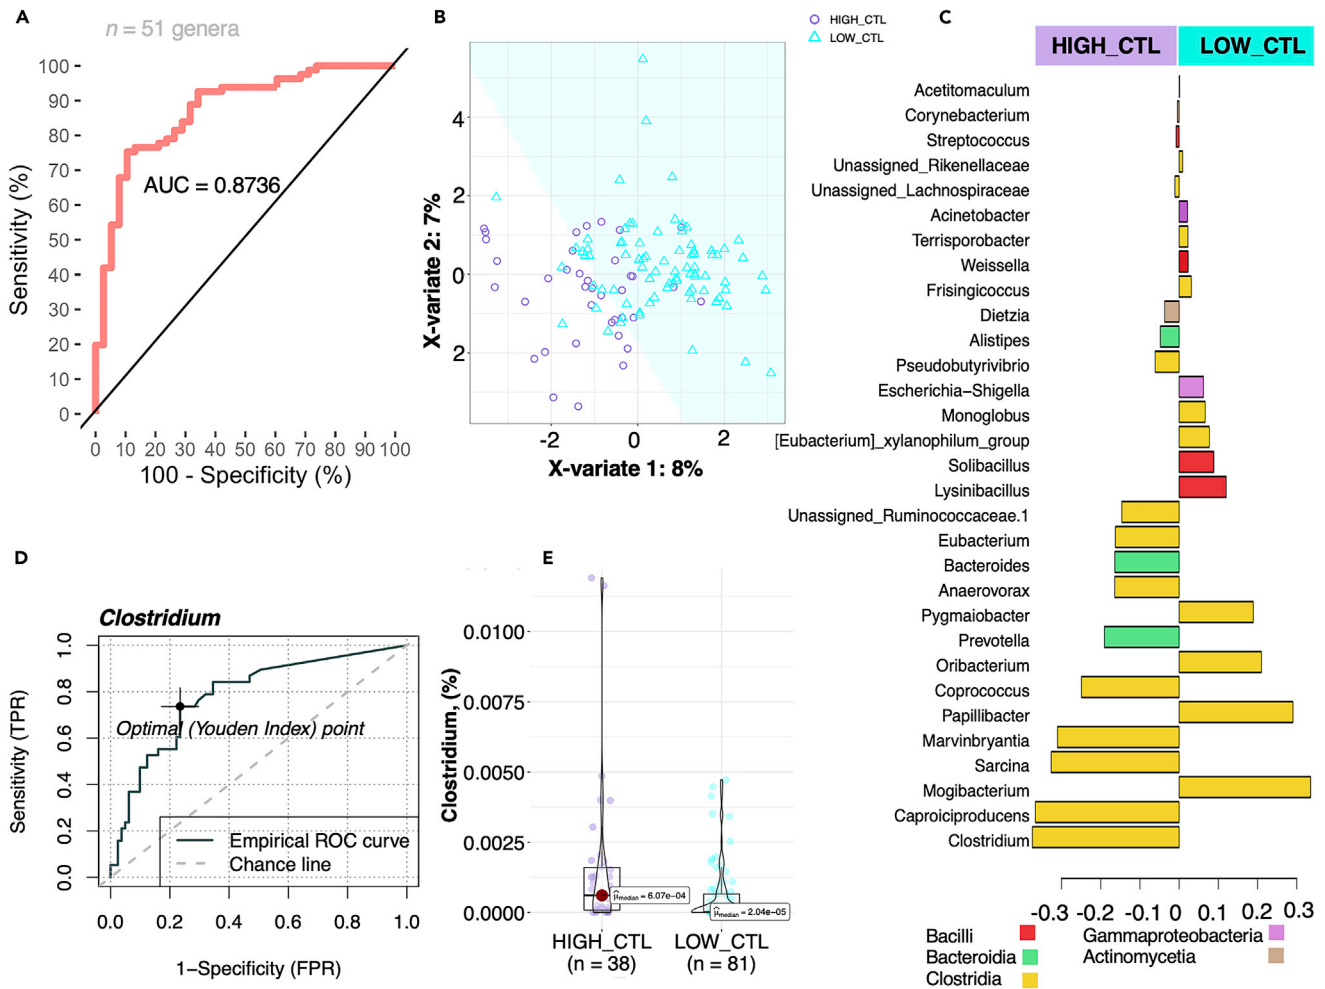 A
n = 51 genera
100
90
80
70
60
50
40
30
20
10
0
Sensitivity (%)
AUC = 0.8736
0 10 20 30 40 50 60 70 80 90 100
100 - Specificity (%)
B
HIGH_CTL
LOW_CTL
4
2
0
2
X-variate 2: 7%
-2 0 2
X-variate 1: 8%
C
HIGH_CTL LOW_CTL
Acetitomaculum
Corynebacterium
Streptococcus
Unassigned_Rikenellaceae
Unassigned_Lachnospiraceae
Acinetobacter
Terrisporobacter
Weissella
Frisingicoccus
Dietzia
Alistipes
Pseudobutyrivibrio
Escherichia–Shigella
Monoglobus
[Eubacterium]_xylanophilum_group
Solibacillus
Lysinibacillus
Unassigned_Ruminococcaceae.1
Eubacterium
Bacteroides
Anaerovorax
Pygmaiobacter
Prevotella
Oribacterium
Coprococcus
Papillibacter
Marvinbryantia
Sarcina
Mogibacterium
Caproiciproducens
Clostridium
-0.3 -0.2 -0.1 0 0.1 0.2 0.3
Bacilli
Bacteroidia
Clostridia
Gammaproteobacteria
Actinomycetia
D
Clostridium
1.0
0.8
0.6
0.4
0.2
0.0
Sensitivity (TPR)
Optimal (Youden Index) point
Empirical ROC curve
Chance line
0.0 0.2 0.4 0.6 0.8 1.0
1–Specificity (FPR)
E
0.0100
0.0075
0.0050
0.0025
0.0000
Clostridium, (%)
μ̂median = 6.07e−04
μ̂median = 2.04e−05
HIGH_CTL
(n = 38)
LOW_CTL
(n = 81)